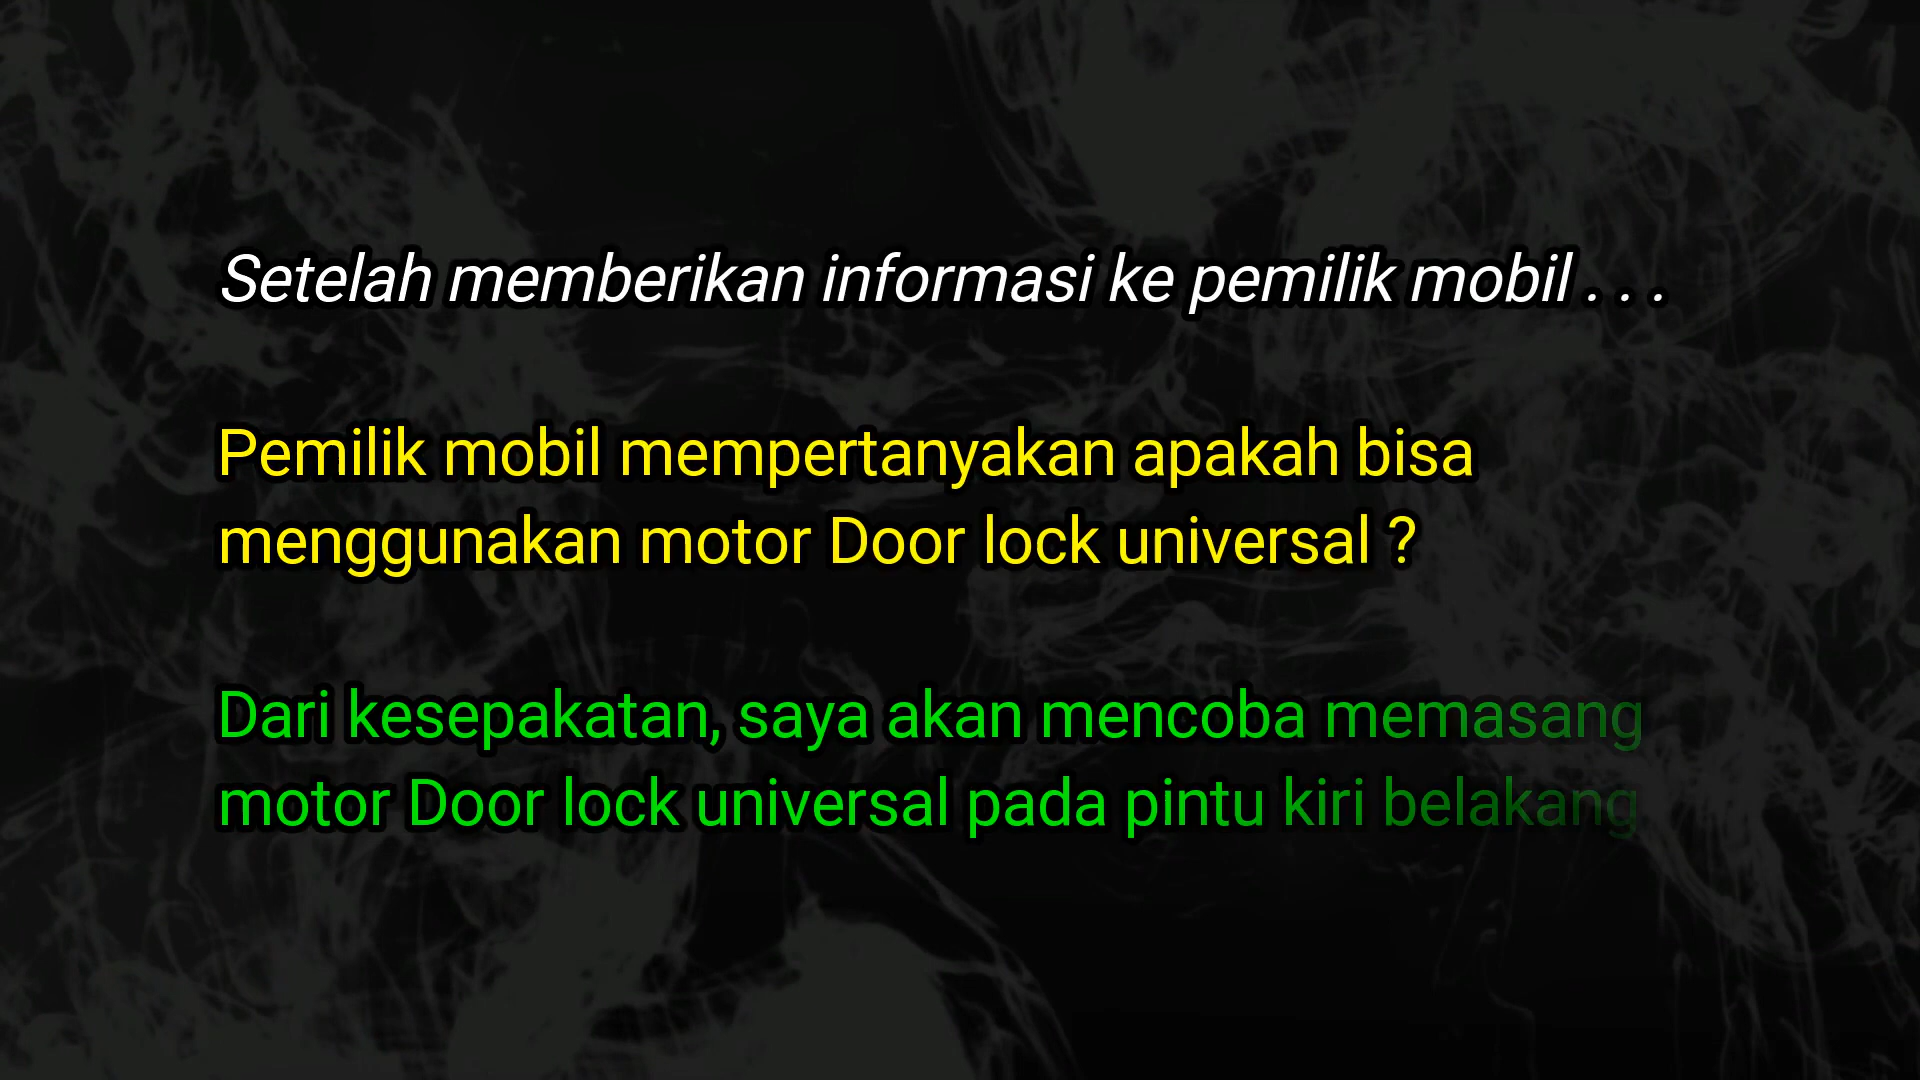 Setelah memberikan informasi ke pemilik mobil . . .
Pemilik mobil mempertanyakan apakah bisa
menggunakan motor Door lock universal ?
Dari kesepakatan, saya akan mencoba memasang
motor Door lock universal pada pintu kiri belakang